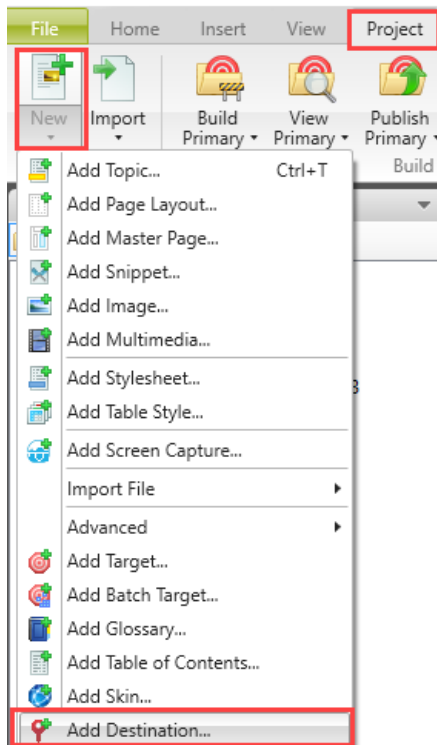 File Home Insert View Project
New Import Build View Publish
Primary Primary Primary
Build
Add Topic... Ctrl+T
Add Page Layout...
Add Master Page...
Add Snippet...
Add Image...
Add Multimedia...
Add Stylesheet...
3
Add Table Style...
Add Screen Capture...
Import File
Advanced
Add Target...
Add Batch Target...
Add Glossary...
Add Table of Contents...
Add Skin...
Add Destination...